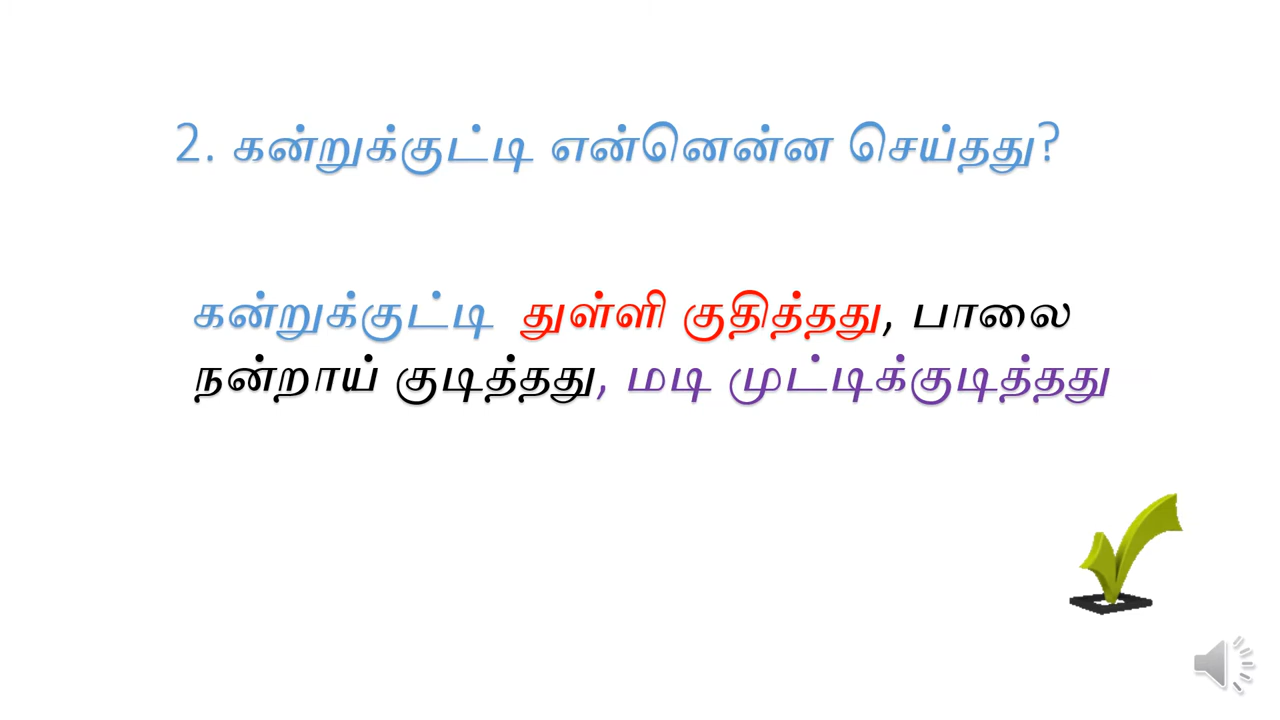 2. கன்றுக்குட்டி என்னென்ன செய்தது?
கன்றுக்குட்டி துள்ளி குதித்தது, பாலை
நன்றாய் குடித்தது, மடி முட்டிக்குடித்தது